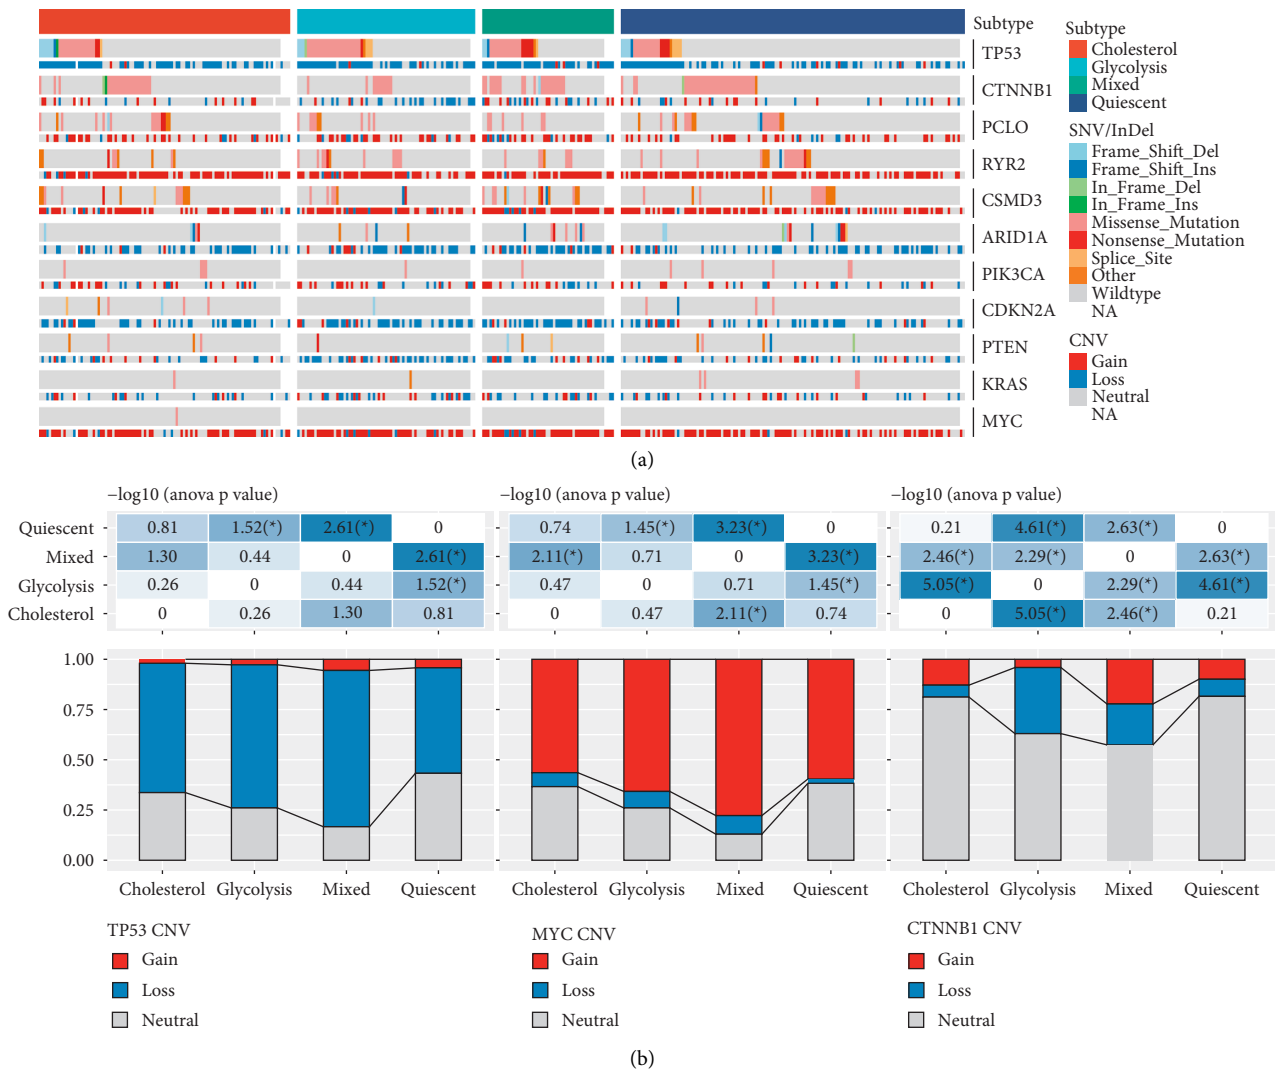 Subtype
TP53
CTNNB1
PCLO
RYR2
CSMD3
ARID1A
PIK3CA
CDKN2A
PTEN
KRAS
MYC
Subtype
Cholesterol
Glycolysis
Mixed
Quiescent
SNV/InDel
Frame_Shift_Del
Frame_Shift_Ins
In_Frame_Del
In_Frame_Ins
Missense_Mutation
Nonsense_Mutation
Splice_Site
Other
Wildtype
NA
CNV
Gain
Loss
Neutral
NA
(a)
−log10 (anova p value) −log10 (anova p value) −log10 (anova p value)
Quiescent 0.81 1.52(*) 2.61(*) 0 0.74 1.45(*) 3.23(*) 0 0.21 4.61(*) 2.63(*) 0
Mixed 1.30 0.44 0 2.61(*) 2.11(*) 0.71 0 3.23(*) 2.46(*) 2.29(*) 0 2.63(*)
Glycolysis 0.26 0 0.44 1.52(*) 0.47 0 0.71 1.45(*) 5.05(*) 0 2.29(*) 4.61(*)
Cholesterol 0 0.26 1.30 0.81 0 0.47 2.11(*) 0.74 0 5.05(*) 2.46(*) 0.21
1.00
0.75
0.50
0.25
0.00
Cholesterol Glycolysis Mixed Quiescent Cholesterol Glycolysis Mixed Quiescent Cholesterol Glycolysis Mixed Quiescent
TP53 CNV
Gain
Loss
Neutral
MYC CNV
Gain
Loss
Neutral
CTNNB1 CNV
Gain
Loss
Neutral
(b)